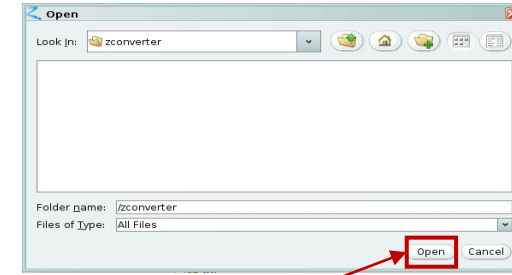 Open
Look In: zconverter
Folder name: /zconverter
Files of Type: All Files
Open Cancel